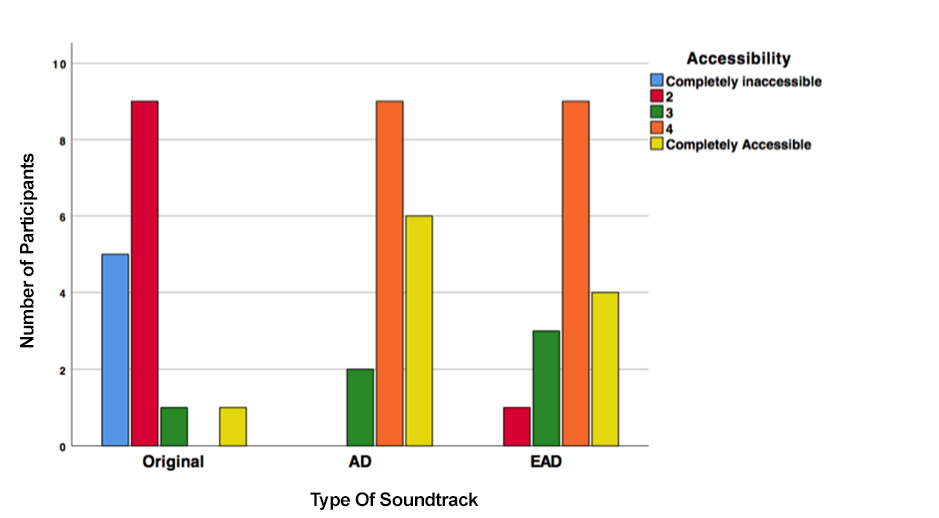 Accessibility
Completely inaccessible
2
3
4
Completely Accessible
Number of Participants
10
8
6
4
2
0
Original AD EAD
Type Of Soundtrack